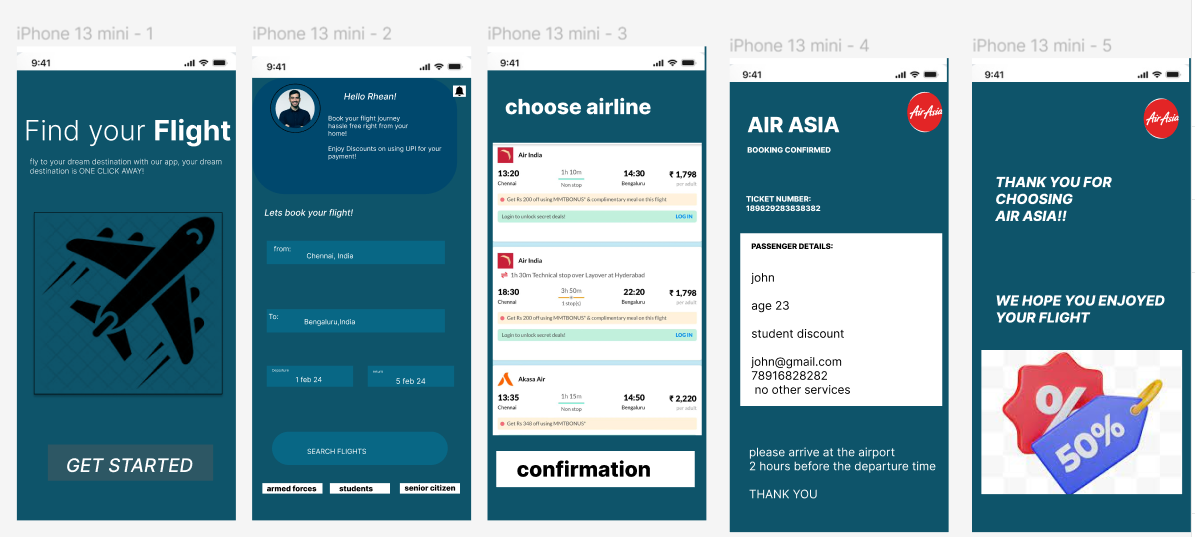 iPhone 13 mini - 1
9:41
Find your Flight
fly to your dream destination with our app, your dream
destination is ONE CLICK AWAY!
GET STARTED
iPhone 13 mini - 2
9:41
Hello Rhean!
Book your flight journey
hassle free right from your
home!
Enjoy Discounts on using UPI for your
payment!
Lets book your flight!
from:
Chennai, India
To:
Bengaluru,India
Departure
1 feb 24
return
5 feb 24
SEARCH FLIGHTS
armed forces
students
senior citizen
iPhone 13 mini - 3
9:41
choose airline
Air India
13:20
1h 10m
14:30
₹ 1,798
Chennai
Non stop
Bengaluru
per adult
Get Rs 200 off using MMTBONUS* & complimentary meal on this flight
Login to unlock secret deals!
LOG IN
Air India
1h 30m Technical stop over Layover at Hyderabad
18:30
3h 50m
22:20
₹ 1,798
Chennai
1 stop(s)
Bengaluru
per adult
Get Rs 200 off using MMTBONUS* & complimentary meal on this flight
Login to unlock secret deals!
LOG IN
Akasa Air
13:35
1h 15m
14:50
₹ 2,220
Chennai
Non stop
Bengaluru
per adult
Get Rs 348 off using MMTBONUS*
confirmation
iPhone 13 mini - 4
9:41
AirAsia
AIR ASIA
BOOKING CONFIRMED
TICKET NUMBER:
189829283838382
PASSENGER DETAILS:
john
age 23
student discount
john@gmail.com
78916828282
no other services
please arrive at the airport
2 hours before the departure time
THANK YOU
iPhone 13 mini - 5
9:41
AirAsia
THANK YOU FOR
CHOOSING
AIR ASIA!!
WE HOPE YOU ENJOYED
YOUR FLIGHT
%
50%